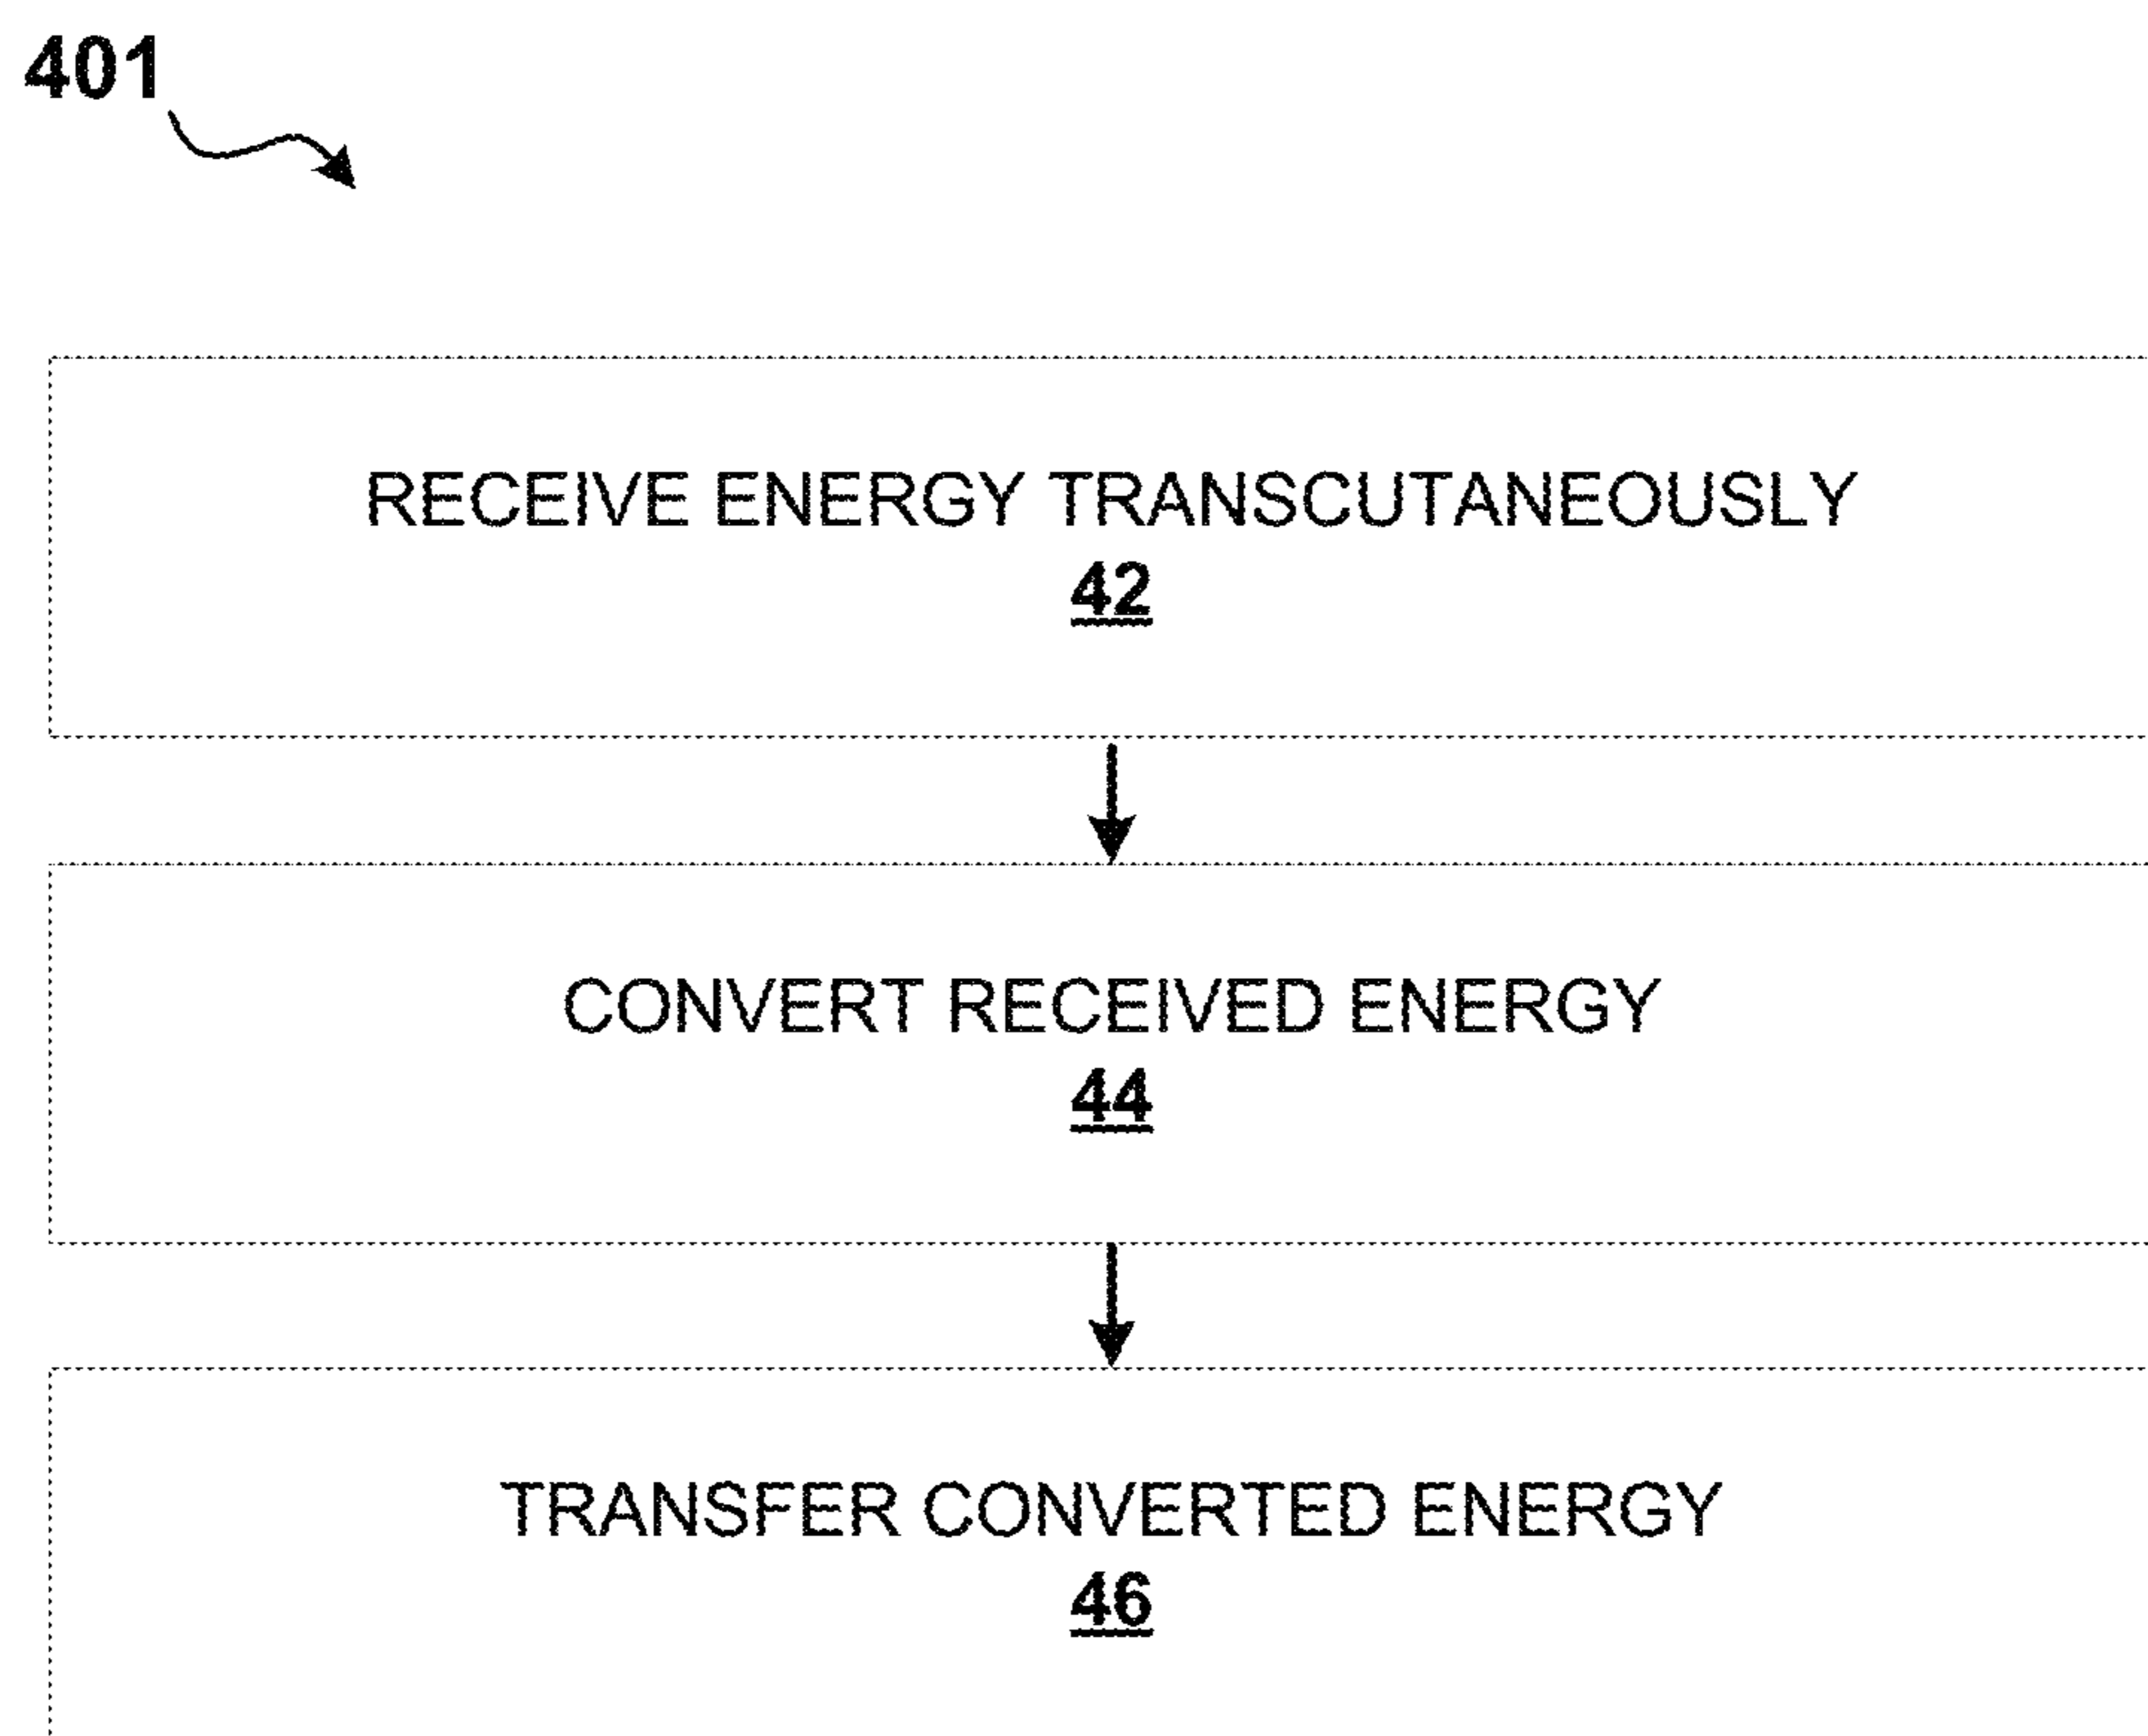 401
RECEIVE ENERGY TRANSCUTANEOUSLY
42
CONVERT RECEIVED ENERGY
44
TRANSFER CONVERTED ENERGY
46